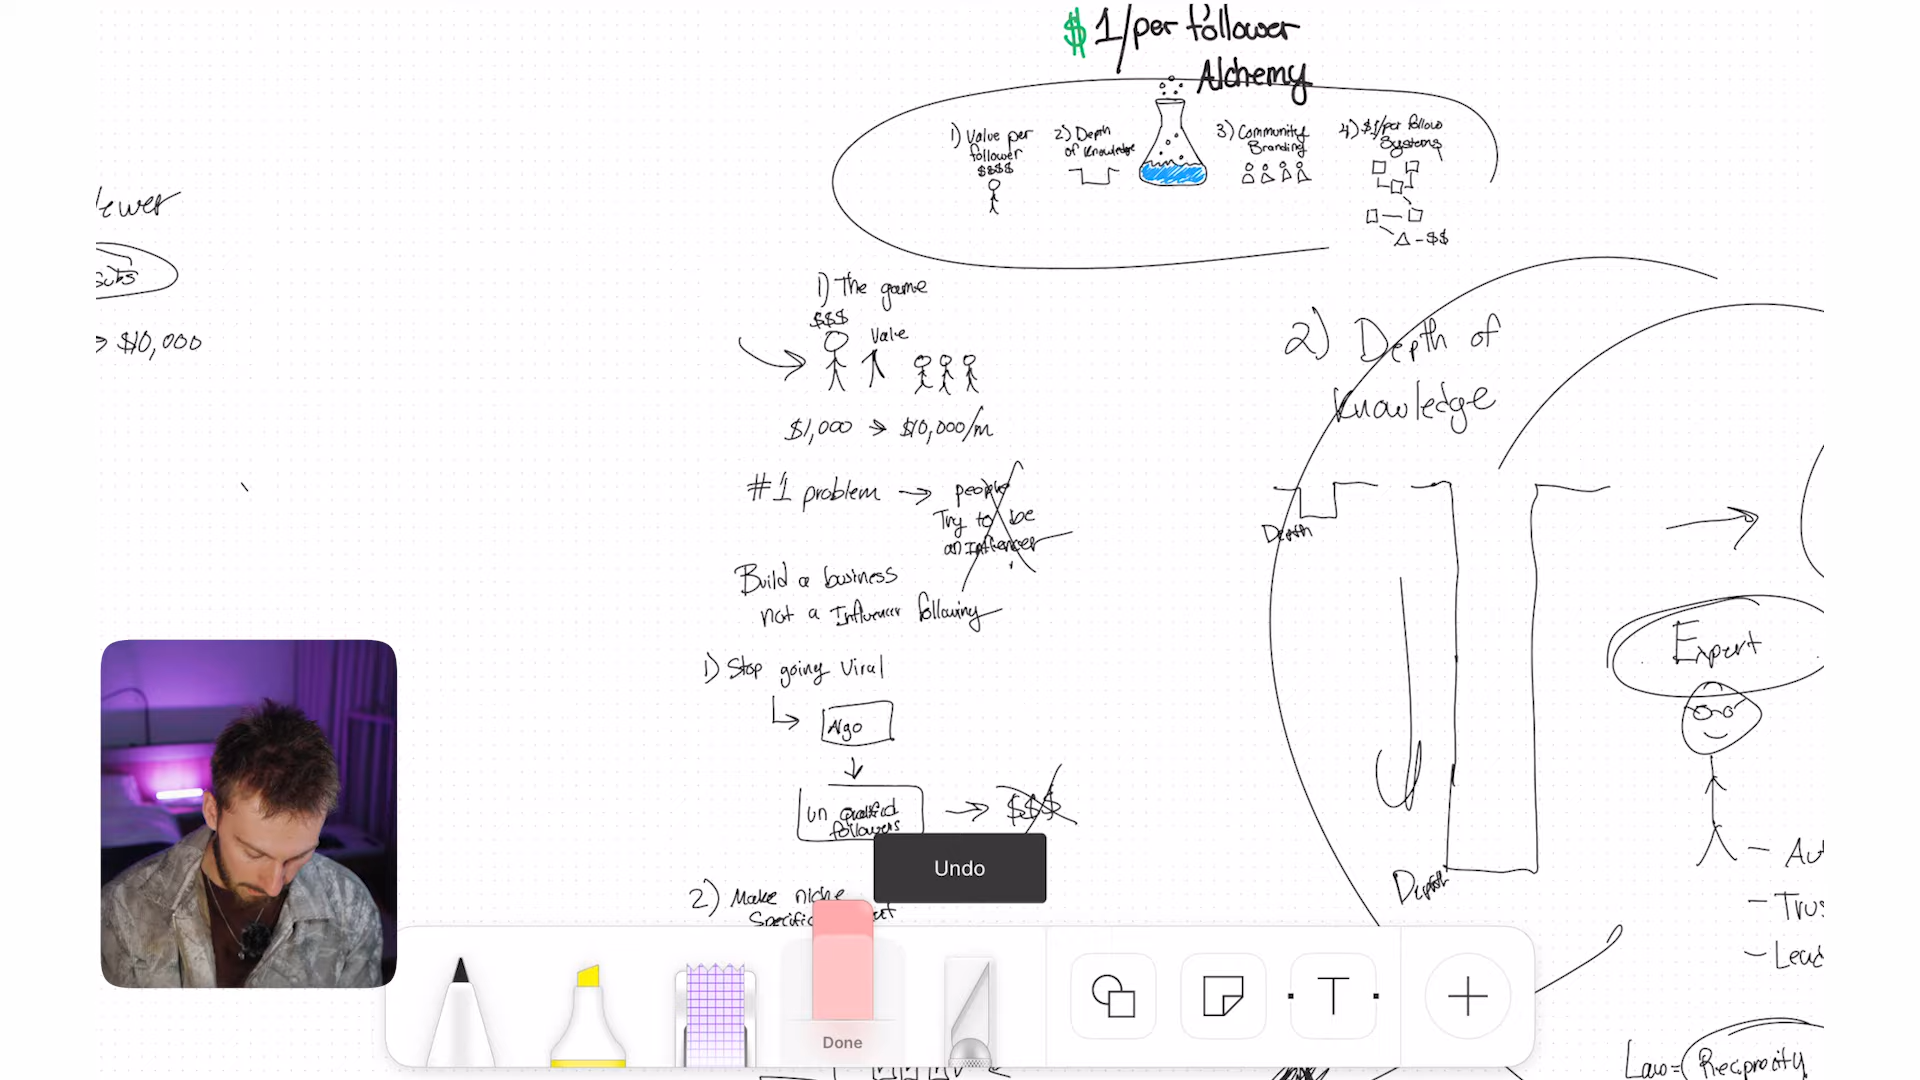 $1/per follower
Alchemy
1) Value per
follower
$$$$
2) Depth
of Knowledge
3) Community
Branding
4) $1/per follow
Systems
- $$
$10,000
1) The game
$$$
Value
$1,000 → $10,000/m
#1 problem → people
Try to be
an Influencer
Build a business
not a Influencer following
1) Stop going Viral
Algo
un qualified
followers
→ $$$
2) Make niche
Specific
2) Depth of
Knowledge
Depth
Depth
Expert
Law = Reciprocity
Undo
Done
T